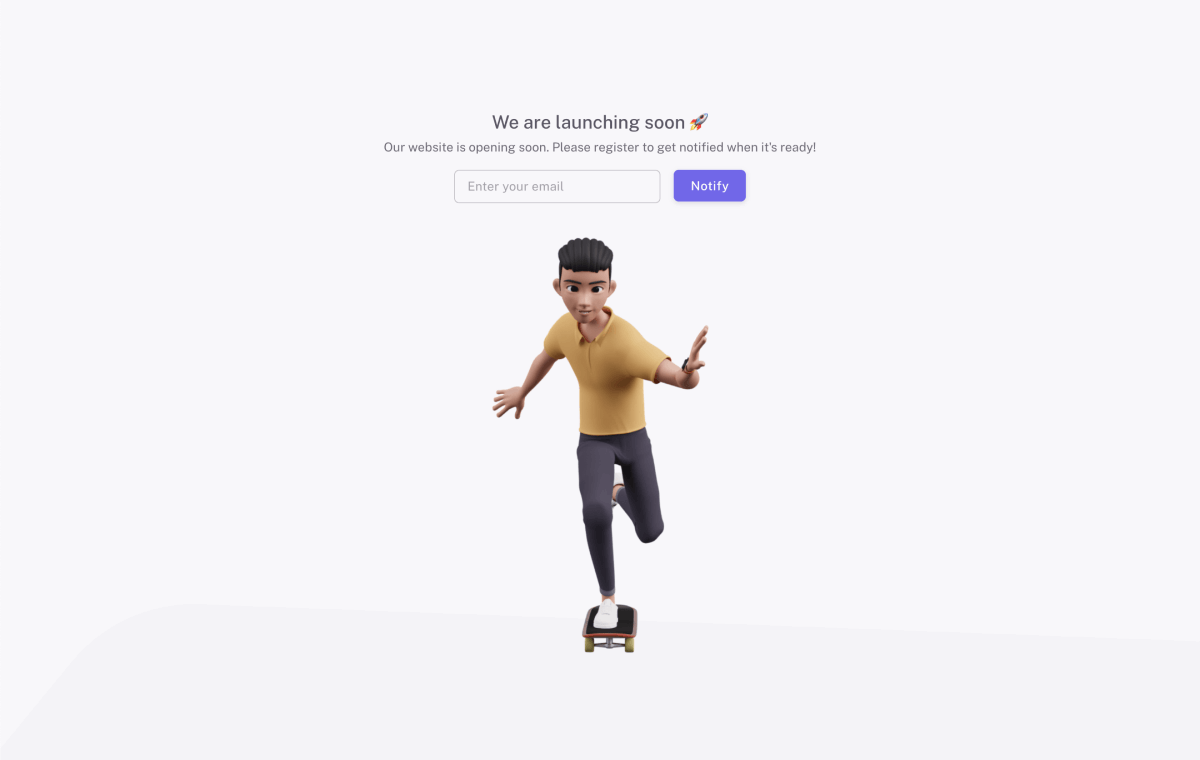 We are launching soon 🚀
Our website is opening soon. Please register to get notified when it's ready!
Enter your email
Notify